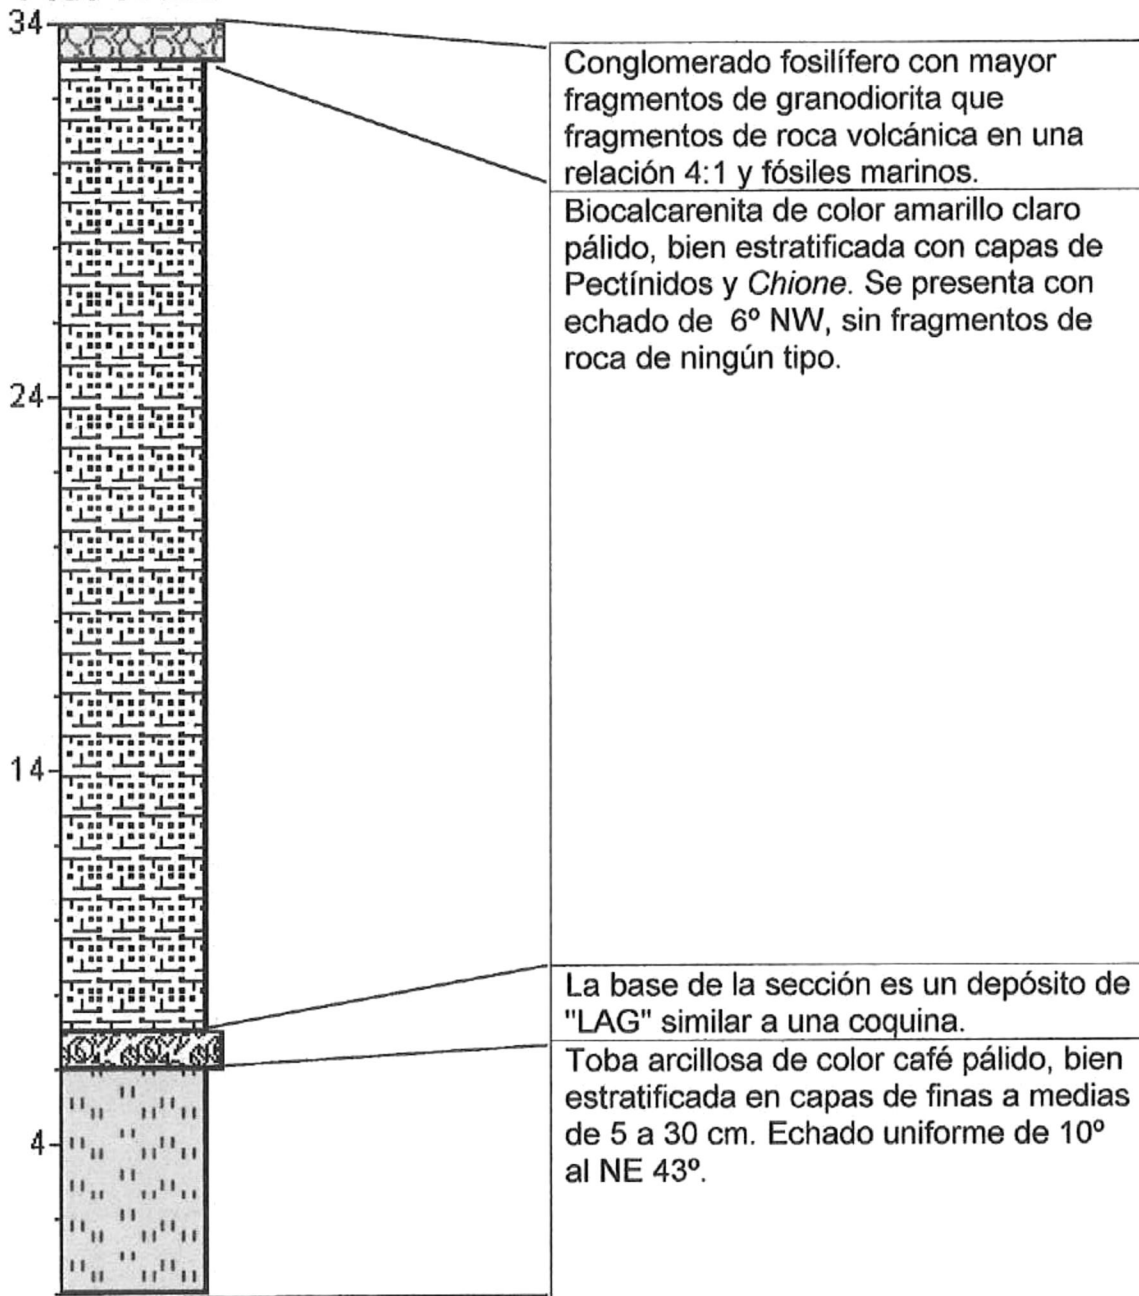 34
Conglomerado fosilífero con mayor
fragmentos de granodiorita que
fragmentos de roca volcánica en una
relación 4:1 y fósiles marinos.
Biocalcarenita de color amarillo claro
pálido, bien estratificada con capas de
Pectínidos y Chione. Se presenta con
echado de 6º NW, sin fragmentos de
roca de ningún tipo.
24
14
La base de la sección es un depósito de
"LAG" similar a una coquina.
Toba arcillosa de color café pálido, bien
estratificada en capas de finas a medias
de 5 a 30 cm. Echado uniforme de 10º
al NE 43º.
4